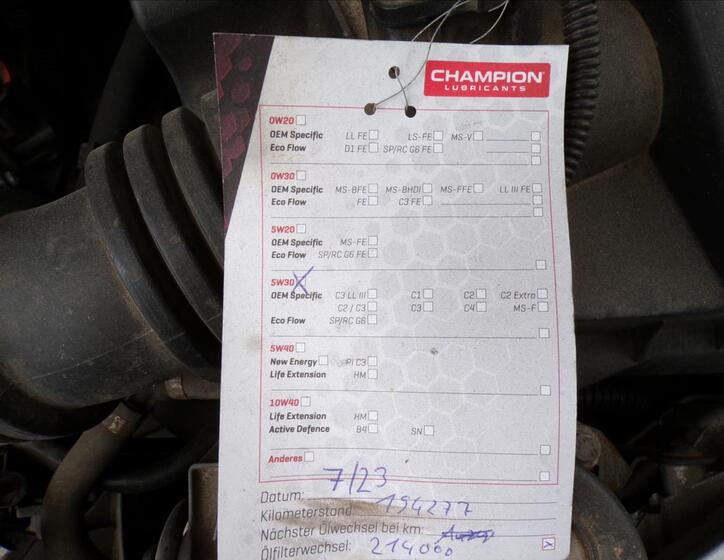 CHAMPION
LUBRICANTS
0W20
OEM Specific LL FE LS-FE MS-V
Eco Flow D1 FE SP/RC G6 FE
0W30
OEM Specific MS-BFE MS-BHDI MS-FFE LL III FE
Eco Flow FE C3 FE
5W20
OEM Specific MS-FE
Eco Flow SP/RC G6 FE
5W30 X
OEM Specific C3 LL III C1 C2 C2 Extra
C2 / C3 C3 C4 MS-F
Eco Flow SP/RC G6
5W40
New Energy PI C3
Life Extension HM
10W40
Life Extension HM
Active Defence B4 SN
Anderes
Datum: 7/23
Kilometerstand: 194277
Nächster Ölwechsel bei km:
Ölfilterwechsel: 214000